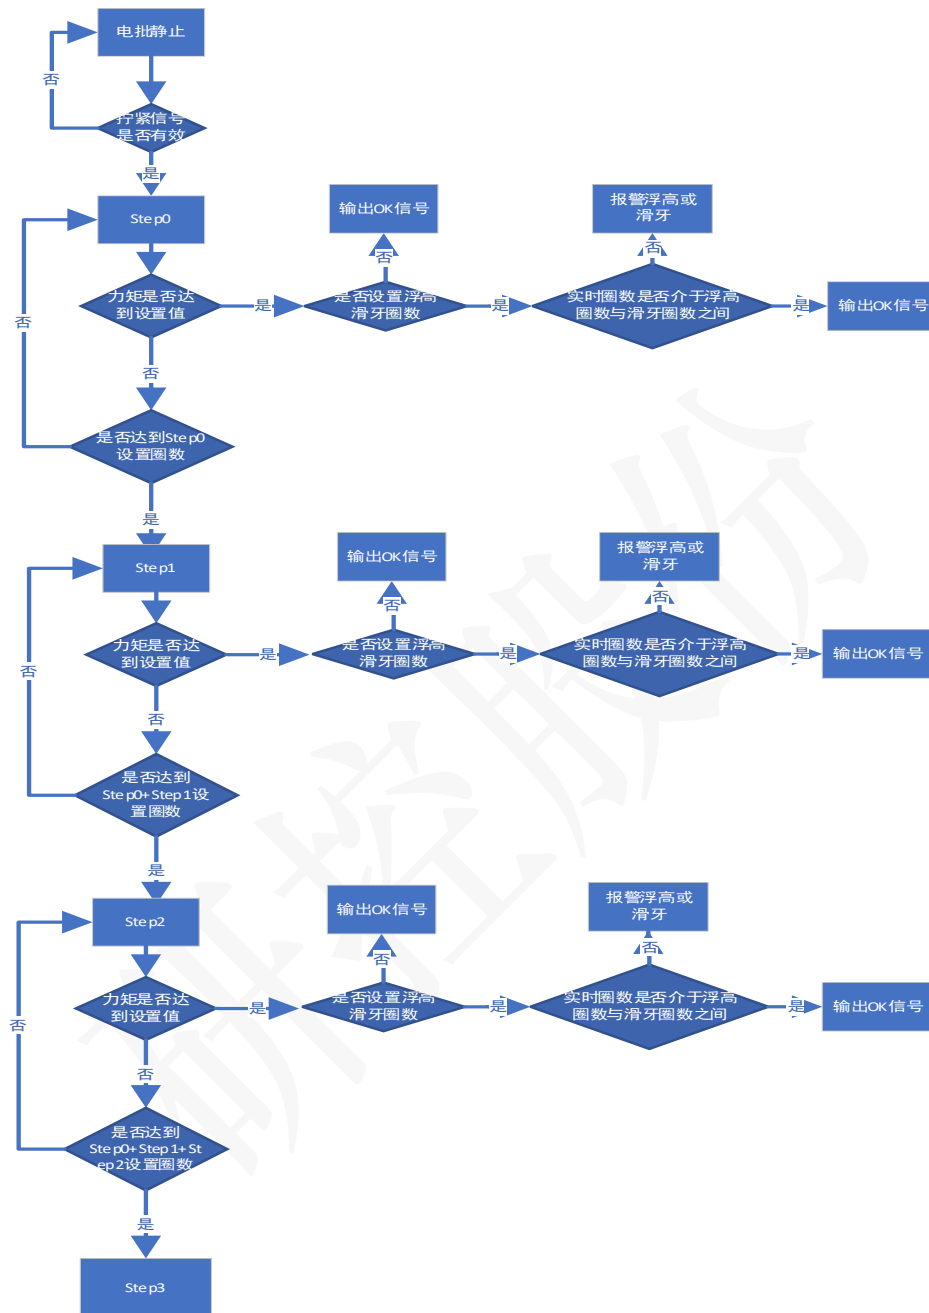 电批静止
否
拧紧信号
是否有效
是
Step0
输出OK信号
报警浮高或
滑牙
否
否
力矩是否达
到设置值
是
是否设置浮高
滑牙圈数
是
实时圈数是否介于浮高
圈数与滑牙圈数之间
是
输出OK信号
否
否
是否达到Step0
设置圈数
是
Step1
输出OK信号
报警浮高或
滑牙
否
否
力矩是否达
到设置值
是
是否设置浮高
滑牙圈数
是
实时圈数是否介于浮高
圈数与滑牙圈数之间
是
输出OK信号
否
否
是否达到
Step0+Step1设
置圈数
是
Step2
输出OK信号
报警浮高或
滑牙
否
否
力矩是否达
到设置值
是
是否设置浮高
滑牙圈数
是
实时圈数是否介于浮高
圈数与滑牙圈数之间
是
输出OK信号
否
否
是否达到
Step0+Step1+St
ep2设置圈数
是
Step3
研控股份